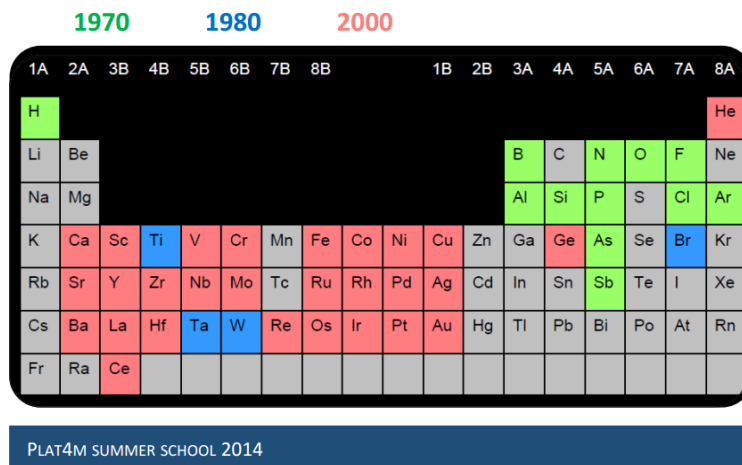 1970 1980 2000
1A 2A 3B 4B 5B 6B 7B 8B 1B 2B 3A 4A 5A 6A 7A 8A
H He
Li Be B C N O F Ne
Na Mg Al Si P S Cl Ar
K Ca Sc Ti V Cr Mn Fe Co Ni Cu Zn Ga Ge As Se Br Kr
Rb Sr Y Zr Nb Mo Tc Ru Rh Pd Ag Cd In Sn Sb Te I Xe
Cs Ba La Hf Ta W Re Os Ir Pt Au Hg Tl Pb Bi Po At Rn
Fr Ra Ce
PLAT4M SUMMER SCHOOL 2014